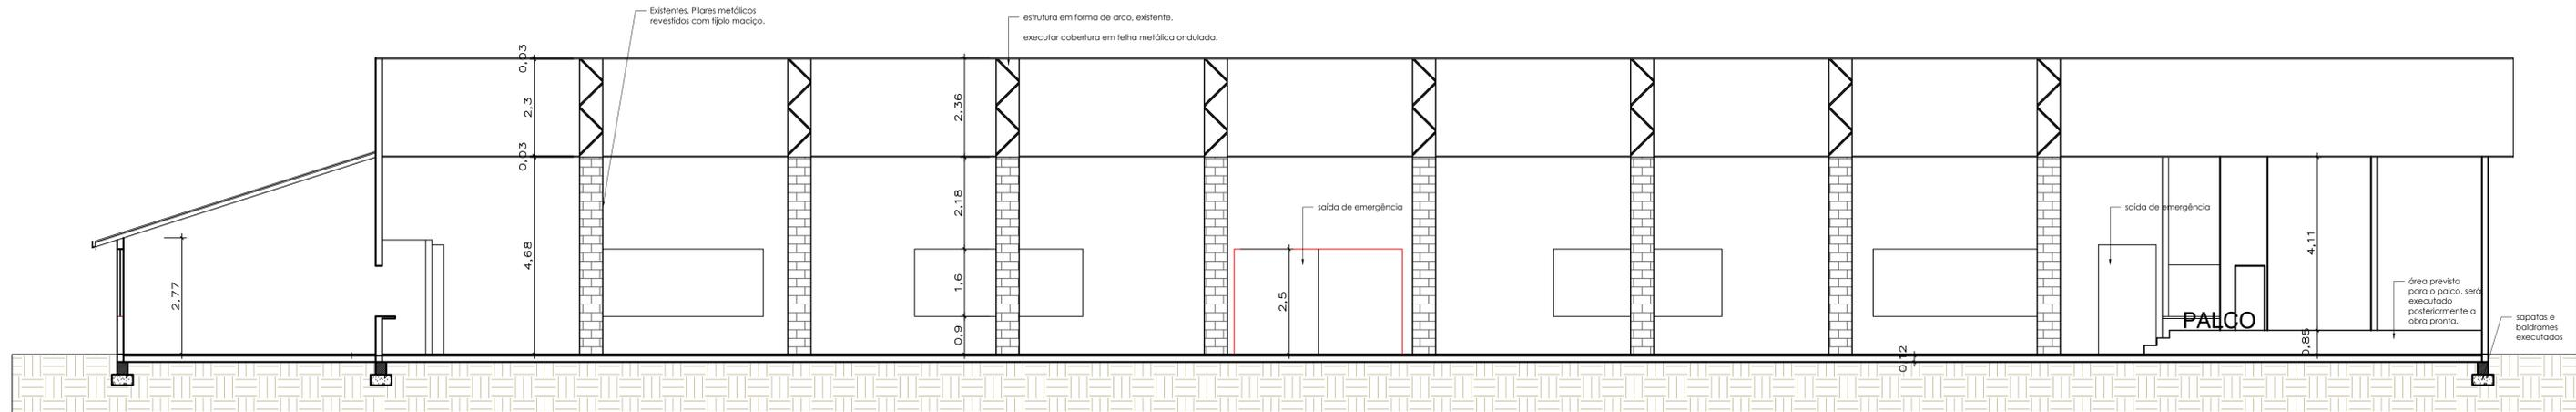 Existentes. Pilares metálicos
revestidos com tijolo maciço.
estrutura em forma de arco, existente.
executar cobertura em telha metálica ondulada.
0,03
2,3
0,03
4,68
2,36
2,18
1,6
0,9
2,77
saída de emergência
2,5
saída de emergência
4,11
0,85
0,12
PALCO
área prevista
para o palco. será
executado
posteriormente a
obra pronta.
sapatas e
baldrames
executados